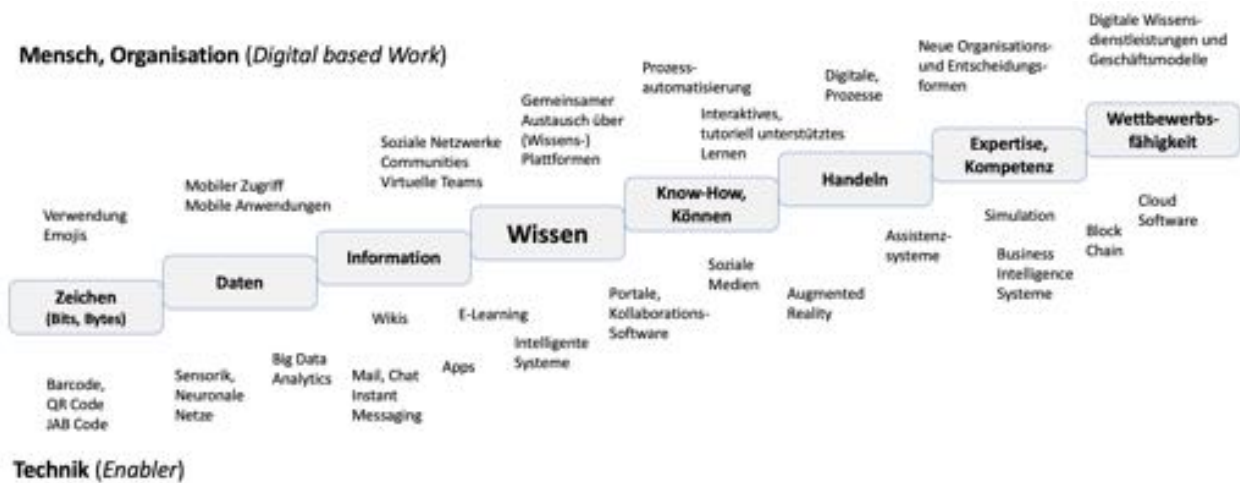 Mensch, Organisation (Digital based Work)
Digitale Wissens-
dienstleistungen und
Geschäftsmodelle
Neue Organisations-
und Entscheidungs-
formen
Digitale,
Prozesse
Prozess-
automatisierung
Interaktives,
tutoriell unterstütztes
Lernen
Gemeinsamer
Austausch über
(Wissens-)
Plattformen
Soziale Netzwerke
Communities
Virtuelle Teams
Mobiler Zugriff
Mobile Anwendungen
Verwendung
Emojis
Zeichen
(Bits, Bytes)
Daten
Information
Wissen
Know-How,
Können
Handeln
Expertise,
Kompetenz
Wettbewerbs-
fähigkeit
Barcode,
QR Code
JAB Code
Sensorik,
Neuronale
Netze
Big Data
Analytics
Wikis
Mail, Chat
Instant
Messaging
Apps
E-Learning
Intelligente
Systeme
Portale,
Kollaborations-
Software
Soziale
Medien
Augmented
Reality
Assistenz-
systeme
Simulation
Business
Intelligence
Systeme
Block
Chain
Cloud
Software
Technik (Enabler)